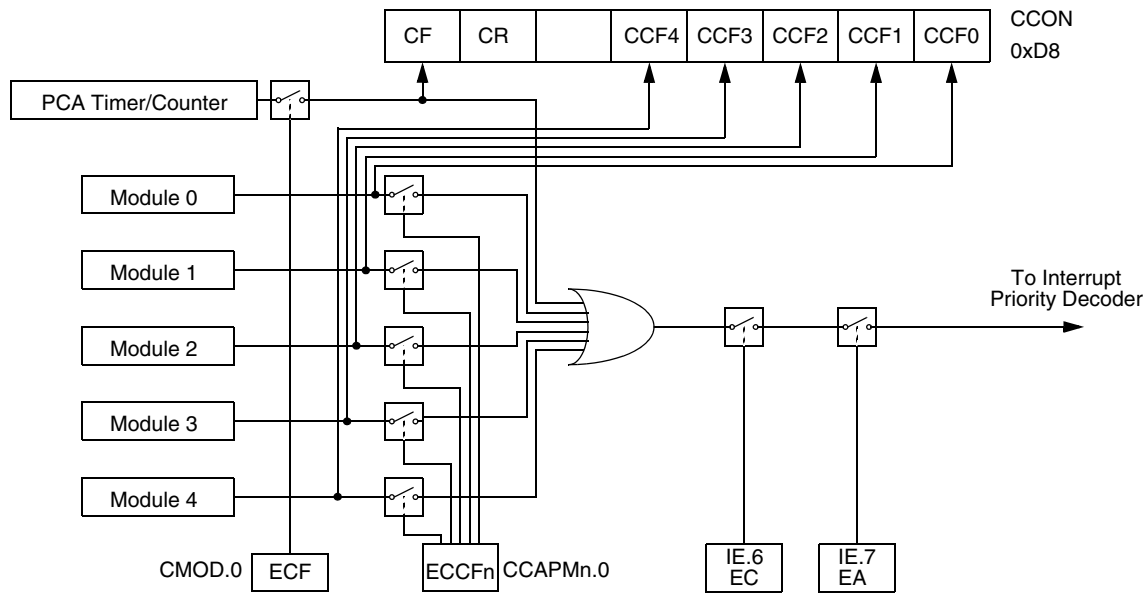 CF CR CCF4 CCF3 CCF2 CCF1 CCF0
CCON
0xD8
PCA Timer/Counter
Module 0
Module 1
Module 2
Module 3
Module 4
To Interrupt
Priority Decoder
CMOD.0 ECF
ECCFn CCAPMn.0
IE.6
EC
IE.7
EA